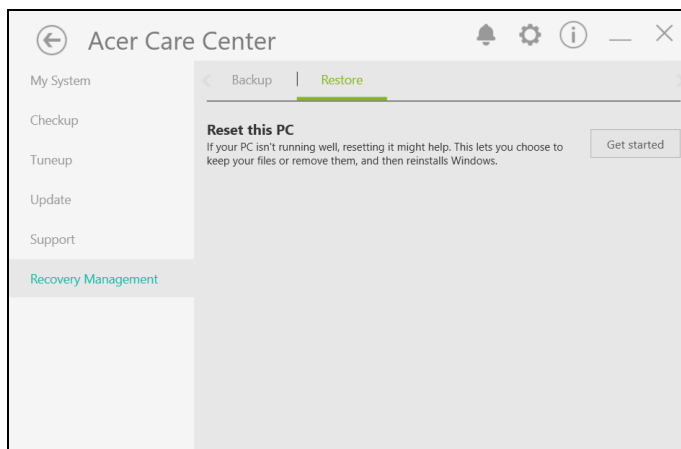 Acer Care Center
My System
Checkup
Tuneup
Update
Support
Recovery Management
Backup | Restore
Reset this PC
If your PC isn't running well, resetting it might help. This lets you choose to
keep your files or remove them, and then reinstalls Windows.
Get started